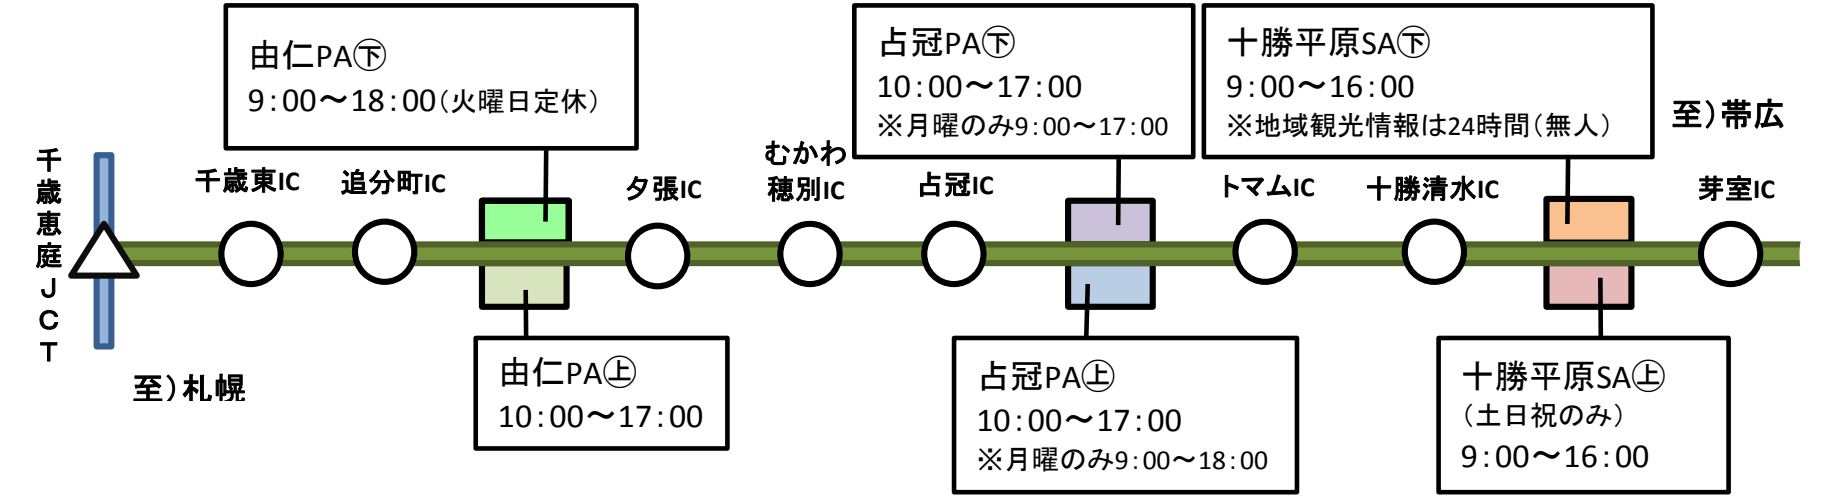 由仁PA㊦
9:00～18:00(火曜日定休)
占冠PA㊦
10:00～17:00
※月曜のみ9:00～17:00
十勝平原SA㊦
9:00～16:00
※地域観光情報は24時間(無人)
至)帯広
千歳恵庭JCT
千歳東IC
追分町IC
夕張IC
むかわ
穂別IC
占冠IC
トマムIC
十勝清水IC
芽室IC
至)札幌
由仁PA㊤
10:00～17:00
占冠PA㊤
10:00～17:00
※月曜のみ9:00～18:00
十勝平原SA㊤
(土日祝のみ)
9:00～16:00